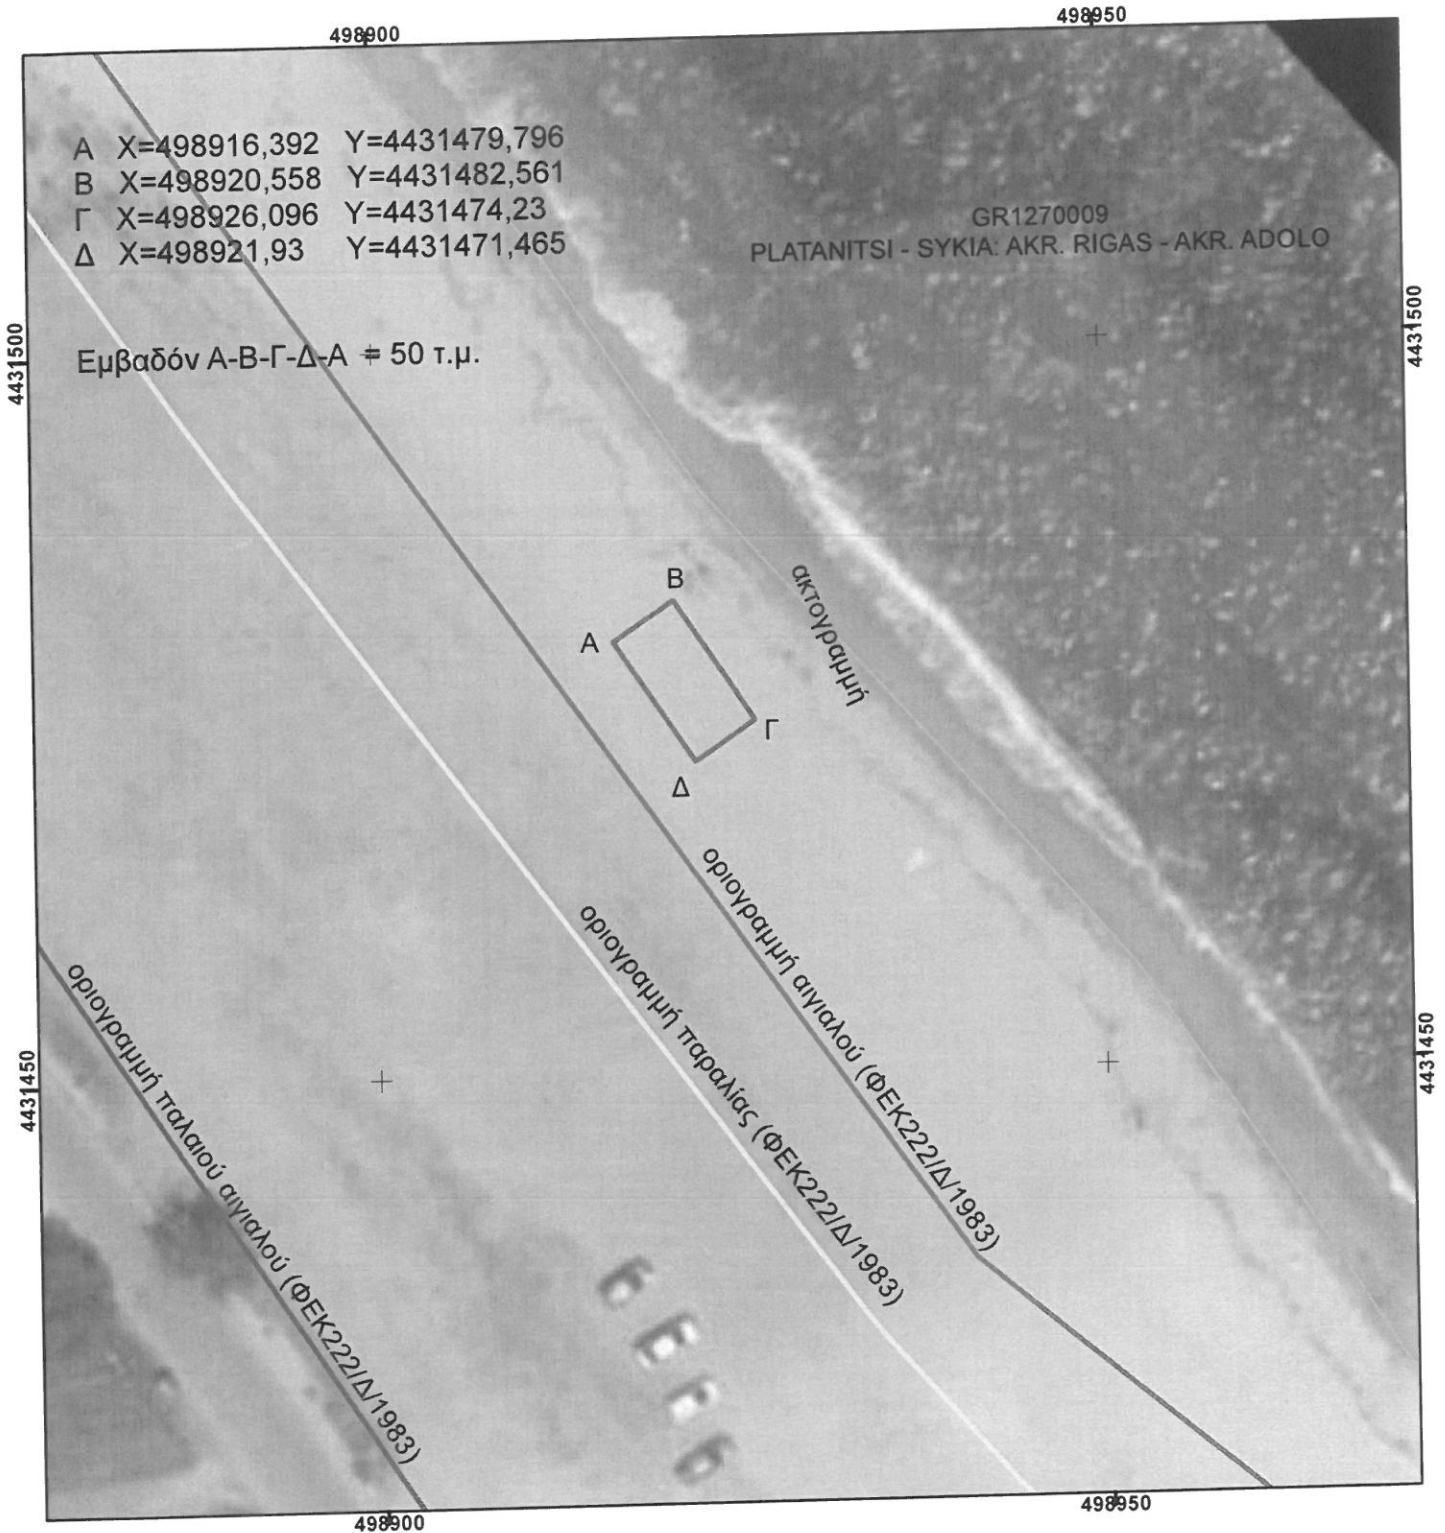 498900
498950
Α Χ=498916,392 Υ=4431479,796
Β Χ=498920,558 Υ=4431482,561
Γ Χ=498926,096 Υ=4431474,23
Δ Χ=498921,93 Υ=4431471,465
GR1270009
PLATANITSI - SYKIA: AKR. RIGAS - AKR. ADOLO
4431500
4431500
Εμβαδόν Α-Β-Γ-Δ-Α = 50 τ.μ.
Β
Α
Γ
Δ
ακτογραμμή
οριογραμμή αιγιαλού (ΦΕΚ222/Δ/1983)
οριογραμμή παραλίας (ΦΕΚ222/Δ/1983)
οριογραμμή παλαιού αιγιαλού (ΦΕΚ222/Δ/1983)
4431450
4431450
498900
498950